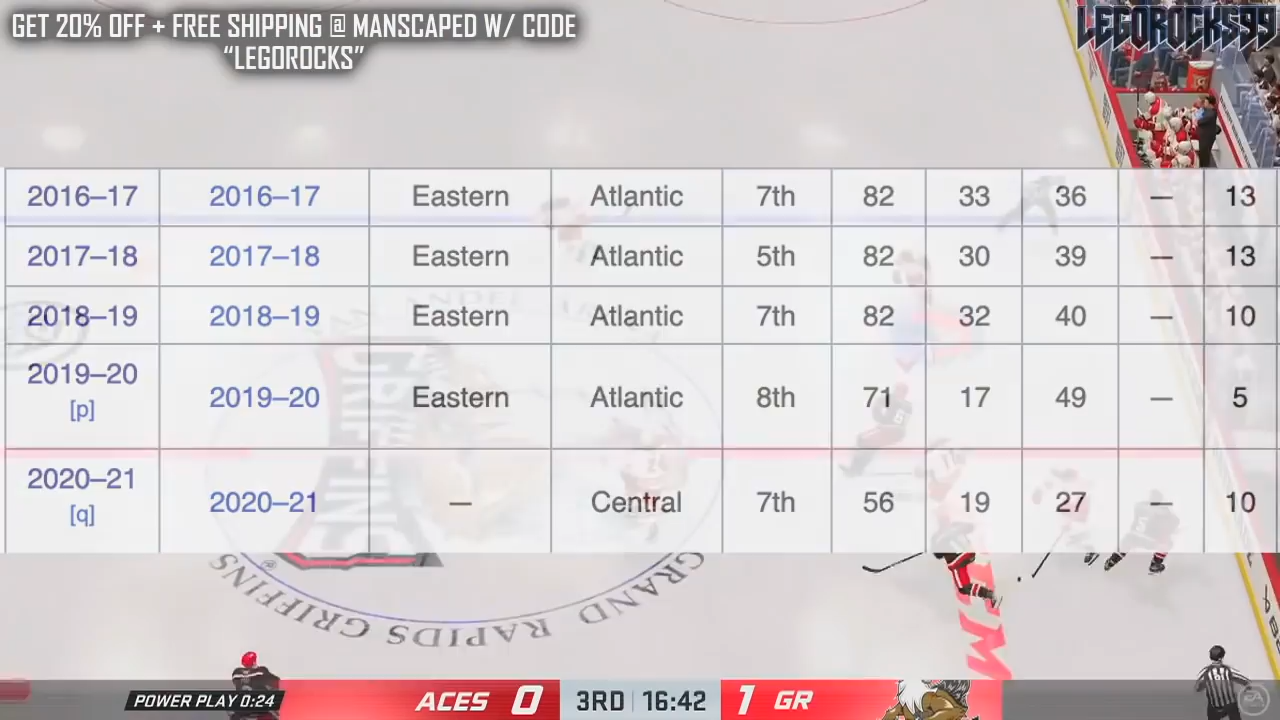 GET 20% OFF + FREE SHIPPING @ MANSCAPED W/ CODE
“LEGOROCKS”
LEGOROCKS99
2016–17 2016–17 Eastern Atlantic 7th 82 33 36 — 13
2017–18 2017–18 Eastern Atlantic 5th 82 30 39 — 13
2018–19 2018–19 Eastern Atlantic 7th 82 32 40 — 10
2019–20
[p] 2019–20 Eastern Atlantic 8th 71 17 49 — 5
2020–21
[q] 2020–21 — Central 7th 56 19 27 — 10
VAN ANDEL
GRIFFINS
GRAND RAPIDS GRIFFINS
POWER PLAY 0:24 ACES 0 3RD 16:42 1 GR
EA